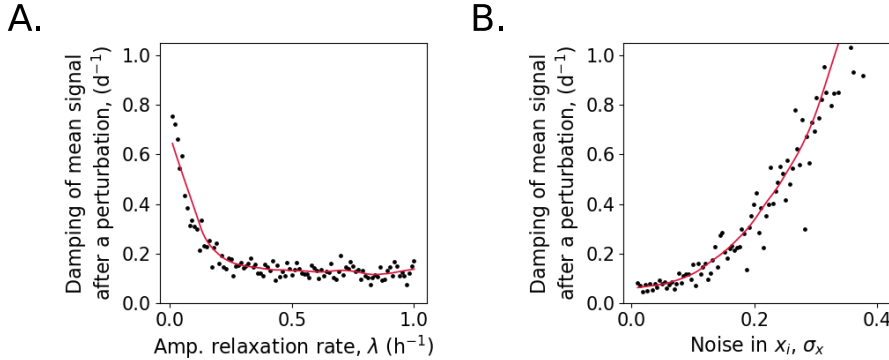 A.
Damping of mean signal
after a perturbation, (d⁻¹)
1.0
0.8
0.6
0.4
0.2
0.0
0.0 0.5 1.0
Amp. relaxation rate, λ (h⁻¹)
B.
Damping of mean signal
after a perturbation, (d⁻¹)
1.0
0.8
0.6
0.4
0.2
0.0
0.0 0.2 0.4
Noise in xᵢ, σₓ